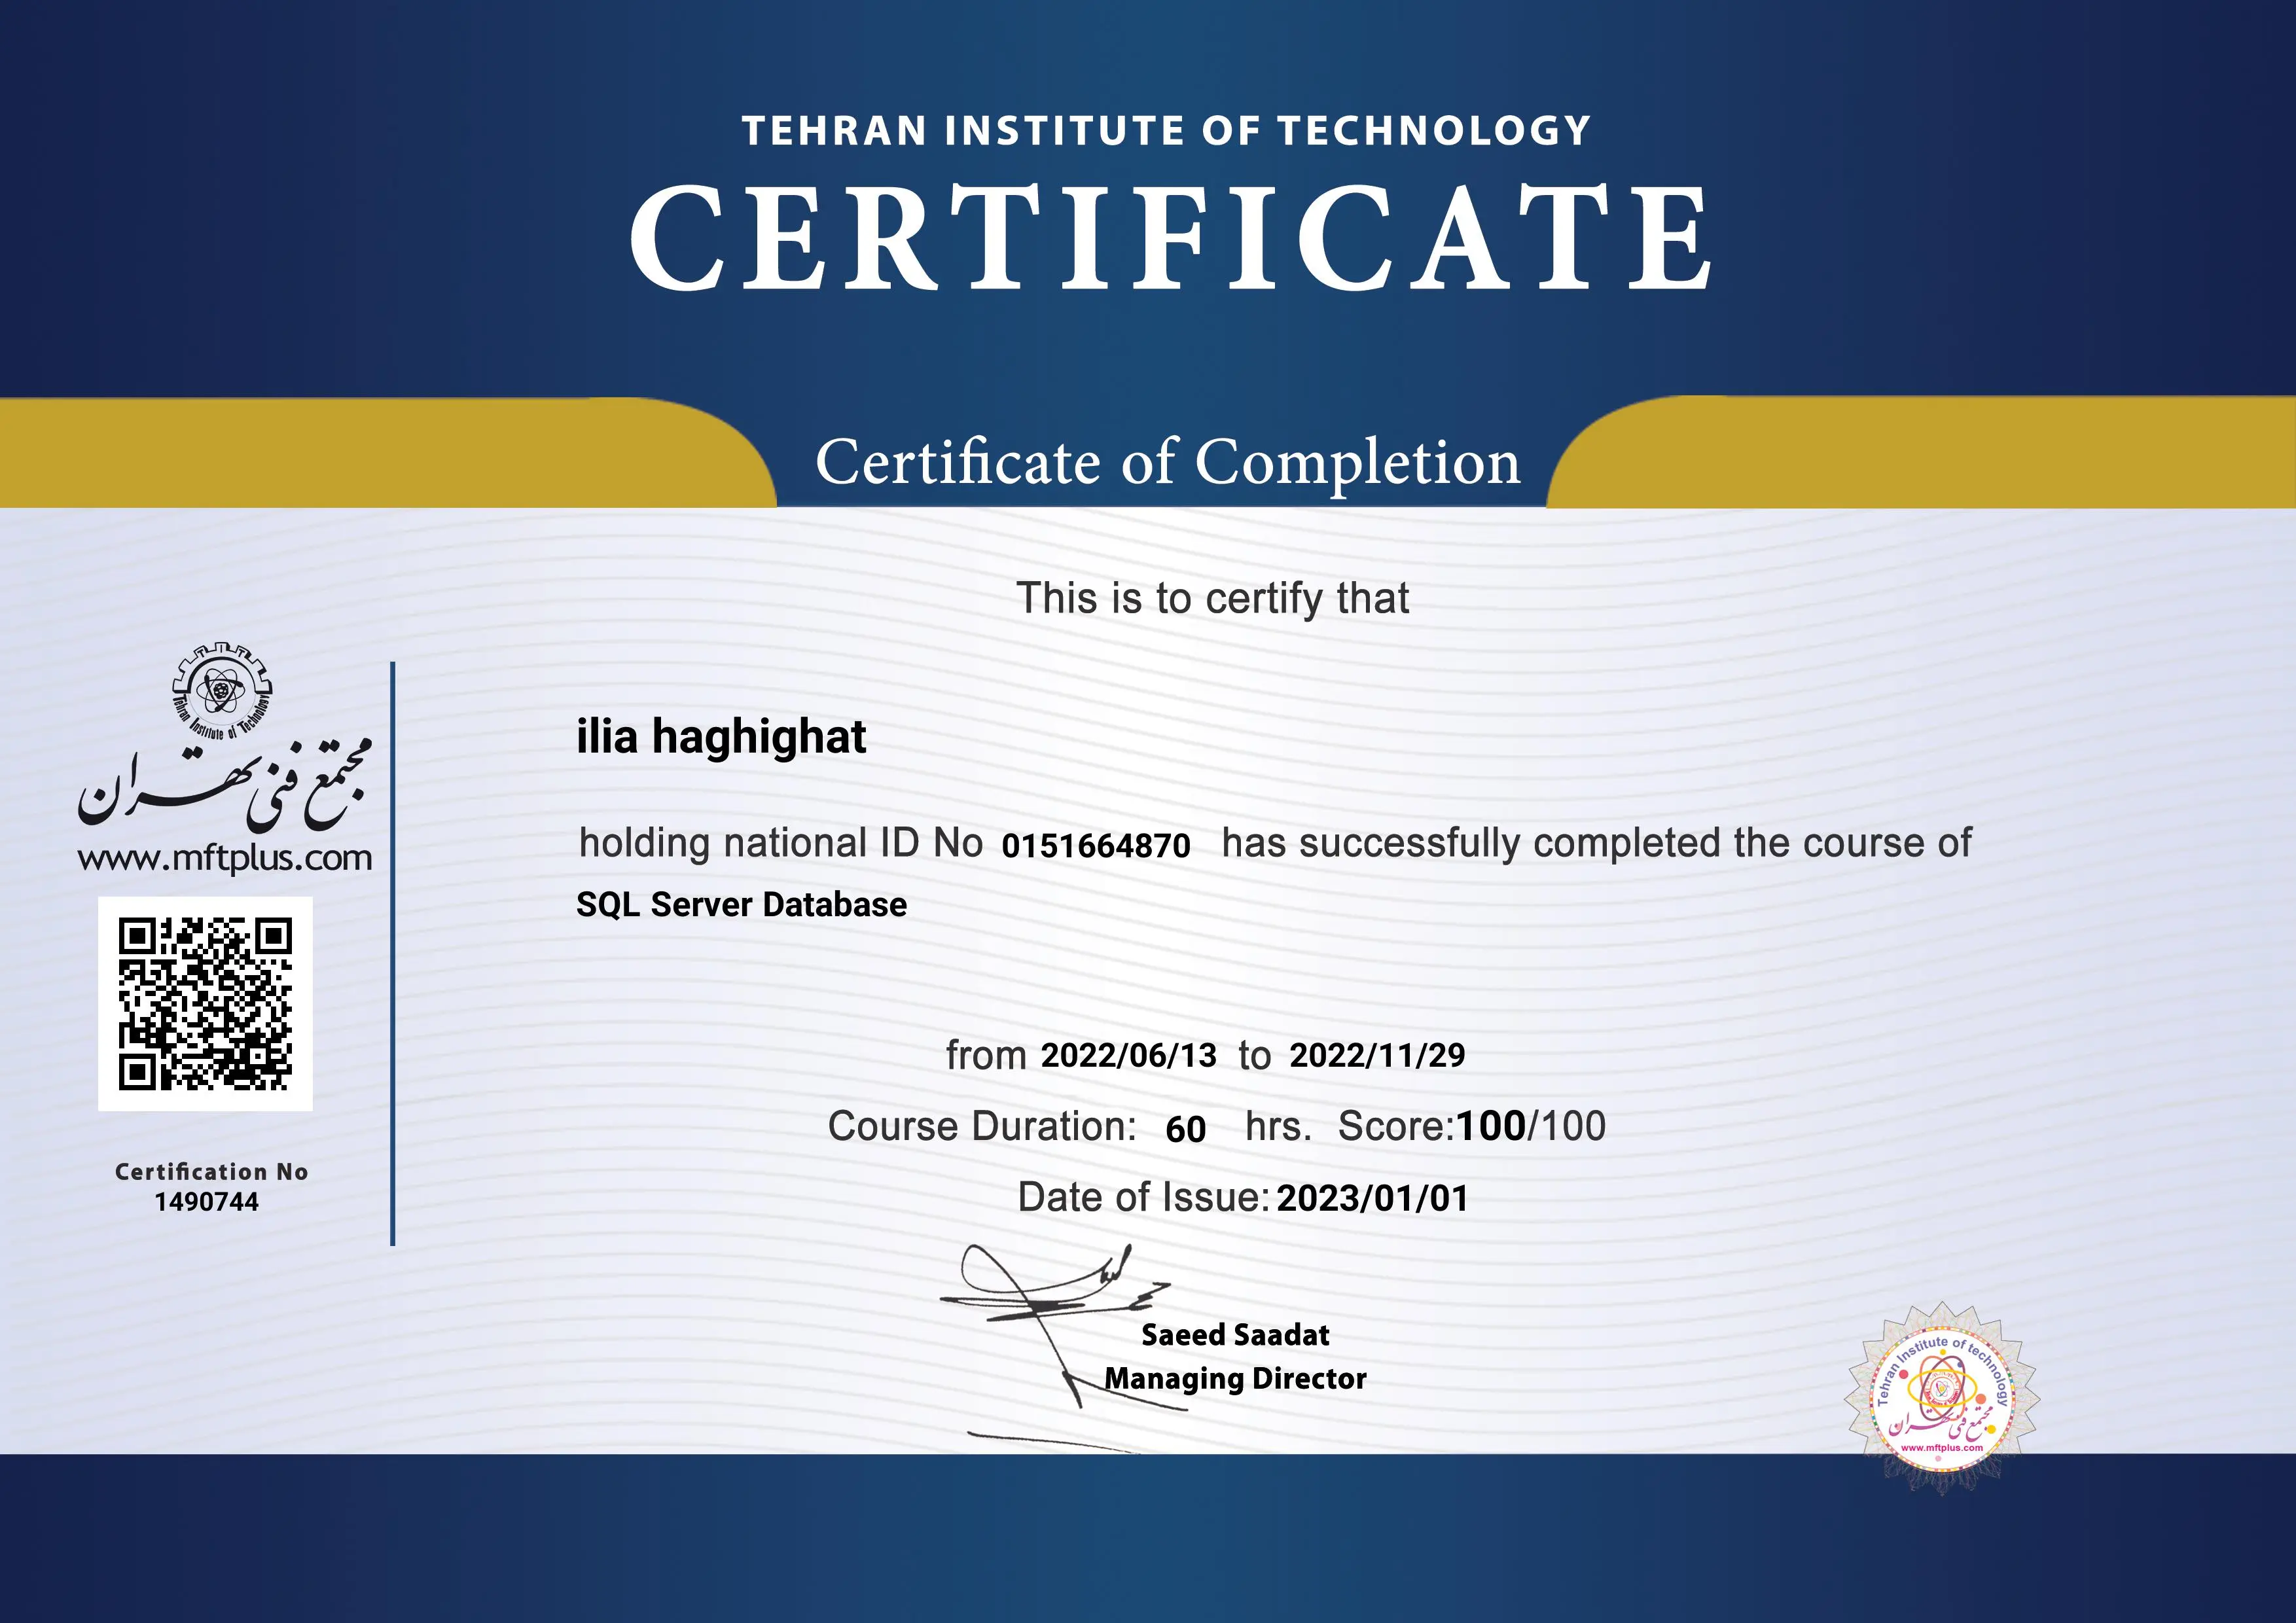 TEHRAN INSTITUTE OF TECHNOLOGY
CERTIFICATE
Certificate of Completion
This is to certify that
Tehran Institute of Technology
مجتمع فنی تهران
www.mftplus.com
ilia haghighat
holding national ID No 0151664870 has successfully completed the course of
SQL Server Database
from 2022/06/13 to 2022/11/29
Course Duration: 60 hrs. Score:100/100
Certification No
1490744
Date of Issue: 2023/01/01
Saeed Saadat
Managing Director
Tehran Institute of technology
مجتمع فنی تهران
www.mftplus.com